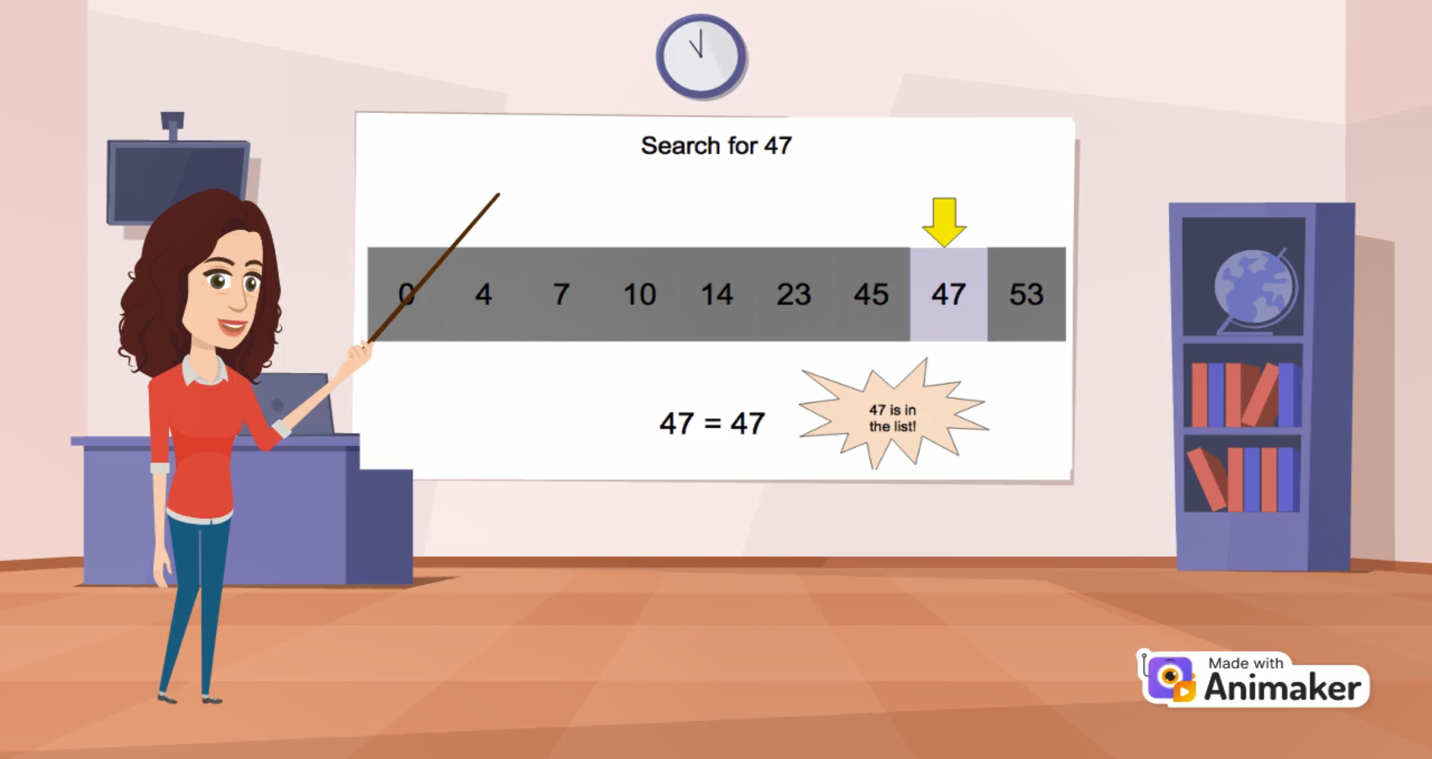 Search for 47
0 4 7 10 14 23 45 47 53
47 = 47
47 is in
the list!
Made with
Animaker